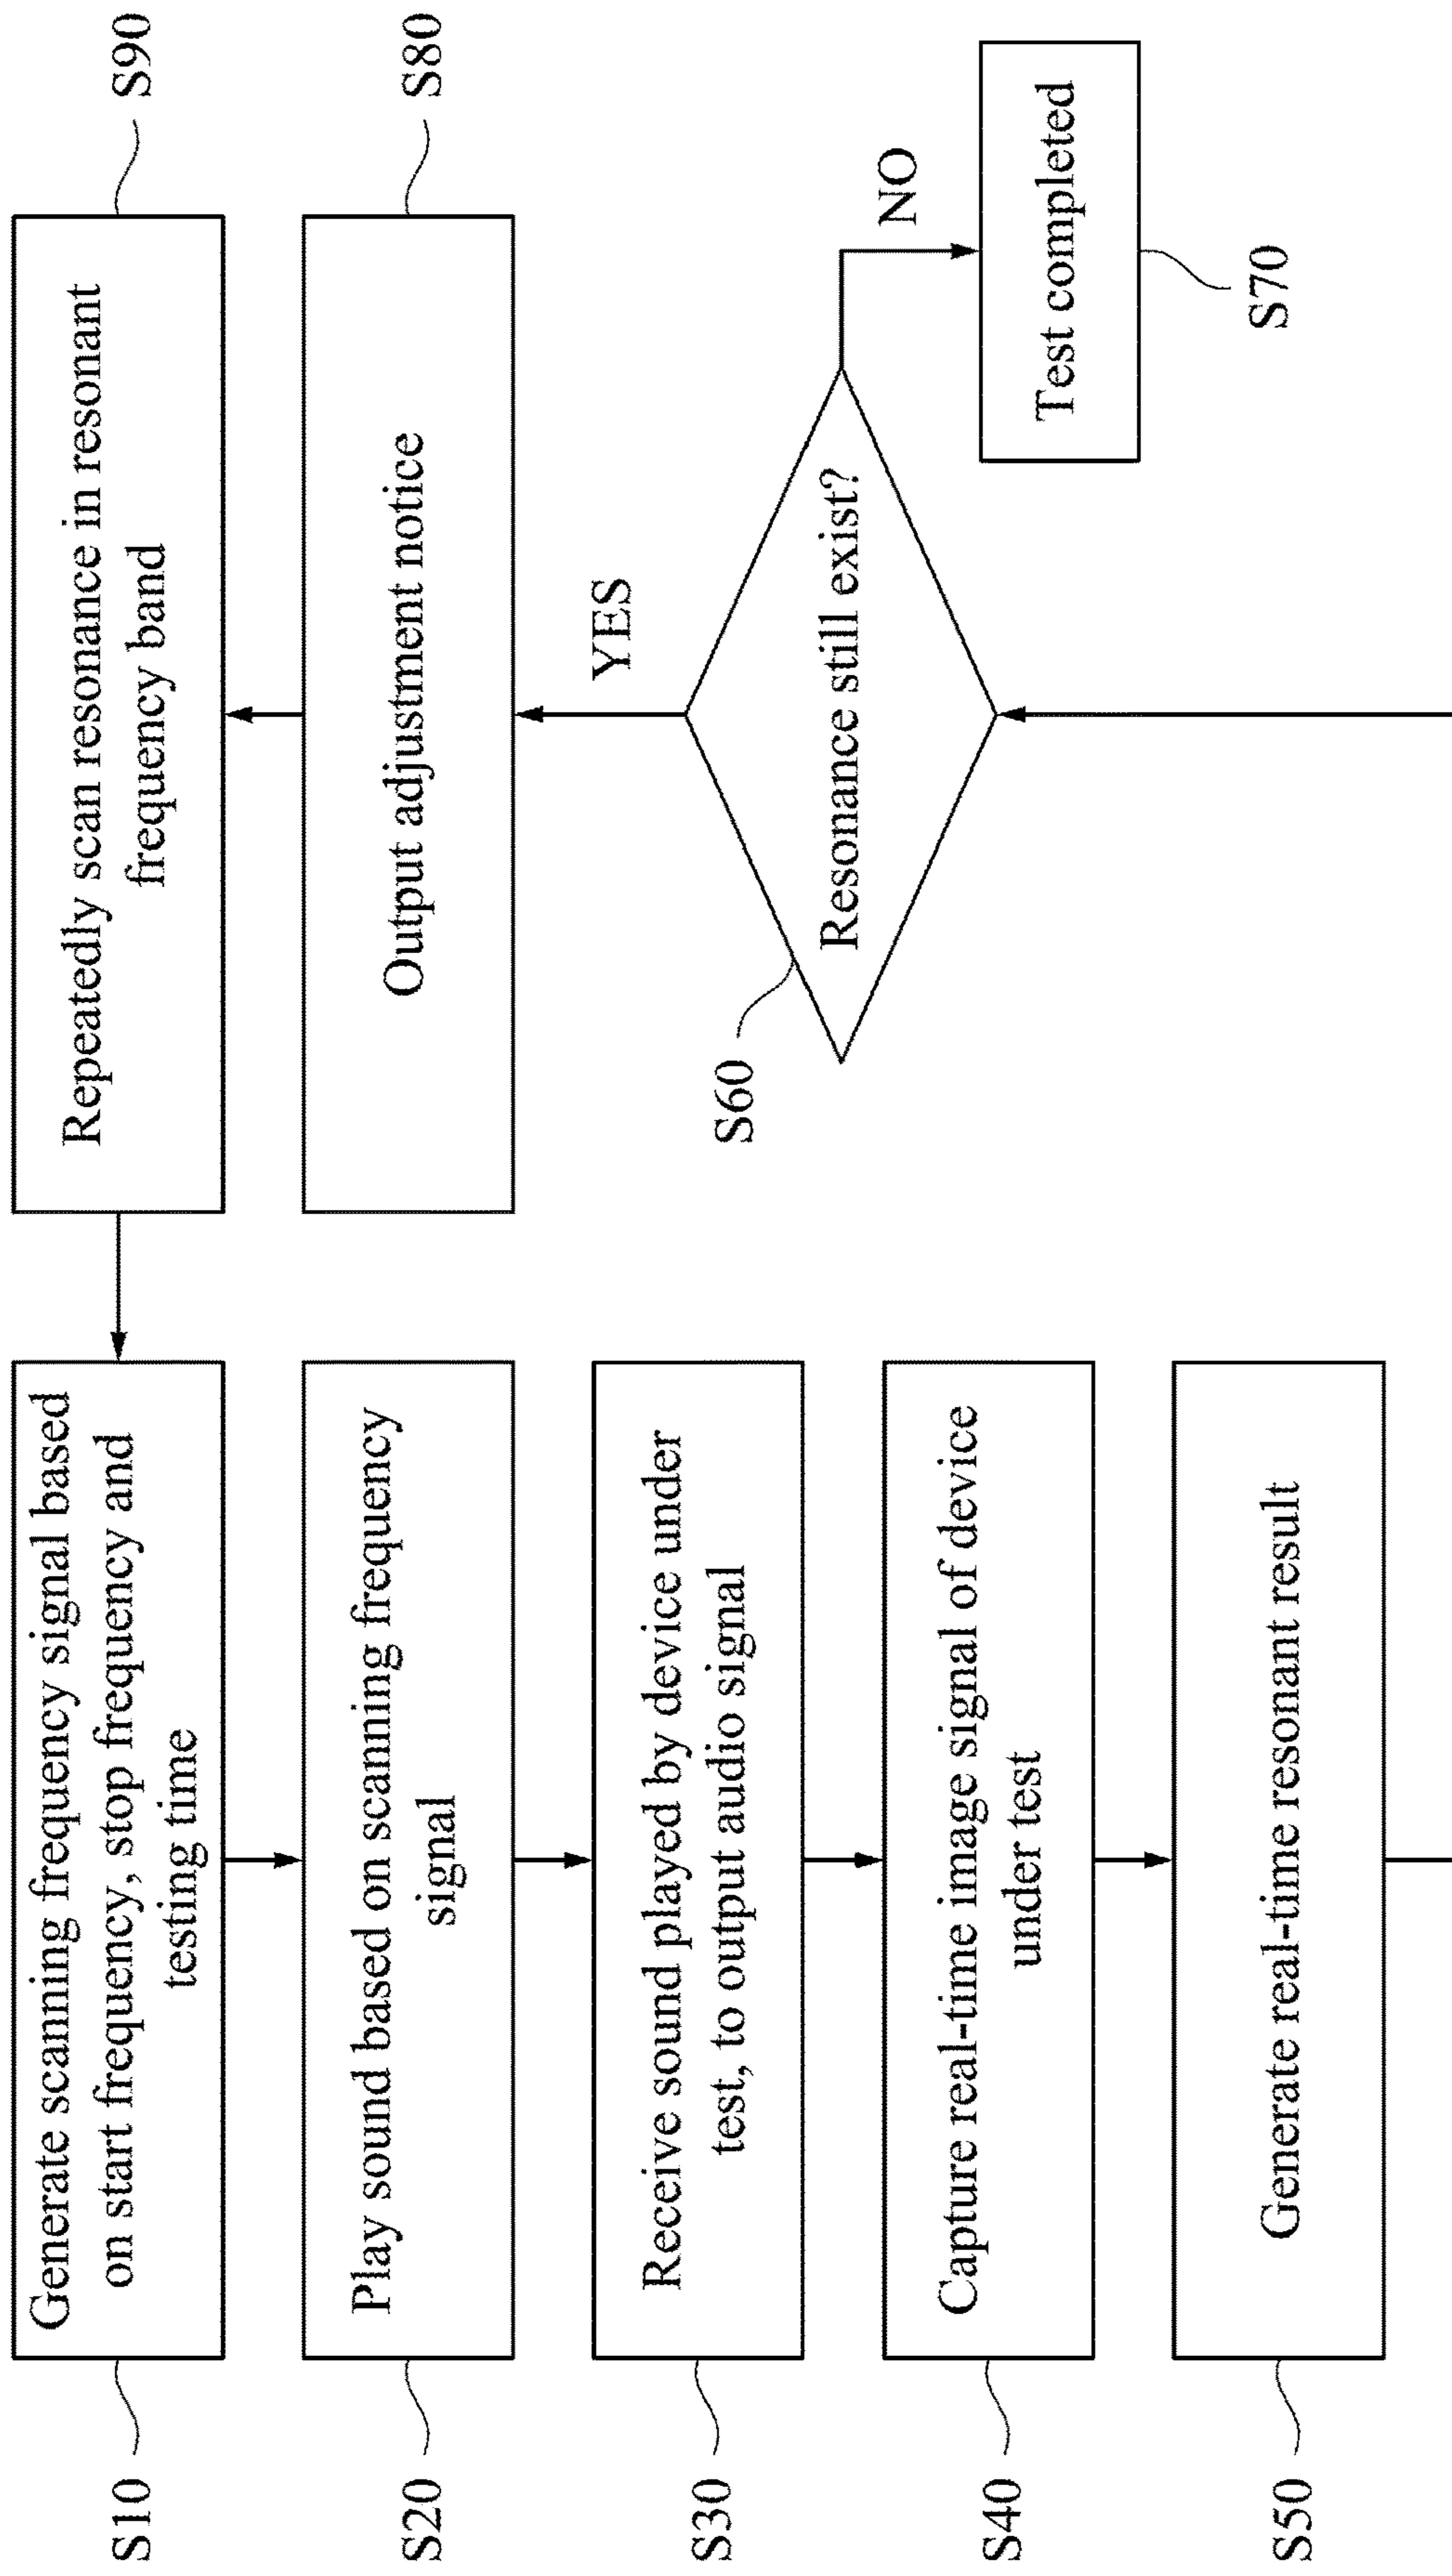 S10
Generate scanning frequency signal based
on start frequency, stop frequency and
testing time
S20
Play sound based on scanning frequency
signal
S30
Receive sound played by device under
test, to output audio signal
S40
Capture real-time image signal of device
under test
S50
Generate real-time resonant result
S60
Resonance still exist?
NO
Test completed
S70
YES
Output adjustment notice
S80
Repeatedly scan resonance in resonant
frequency band
S90